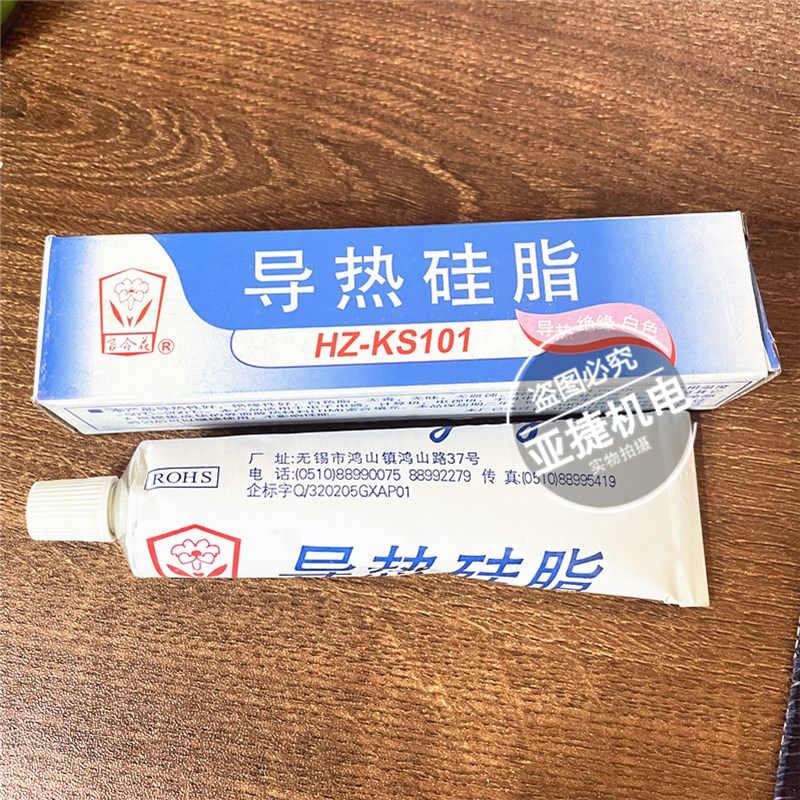 导热硅脂
HZ-KS101
导热 绝缘 白色
百合花®
盗图必究
亚捷机电
实物拍摄
ROHS
厂 址:无锡市鸿山镇鸿山路37号
电 话:(0510)88990075 88992279 传 真:(0510)88995419
企标字Q/320205GXAP01
导热硅脂